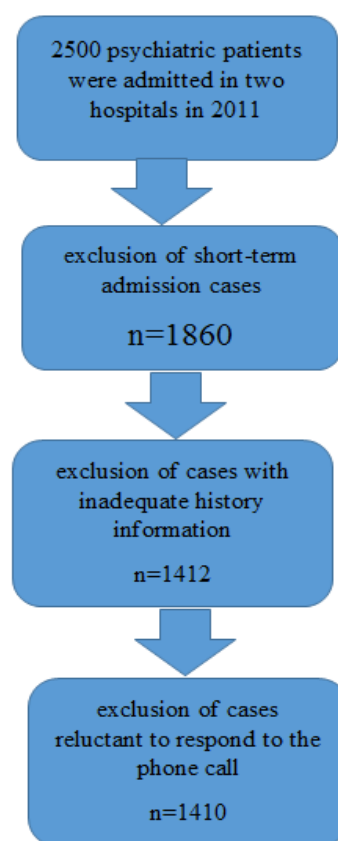 2500 psychiatric patients
were admitted in two
hospitals in 2011
exclusion of short-term
admission cases
n=1860
exclusion of cases with
inadequate history
information
n=1412
exclusion of cases
reluctant to respond to the
phone call
n=1410